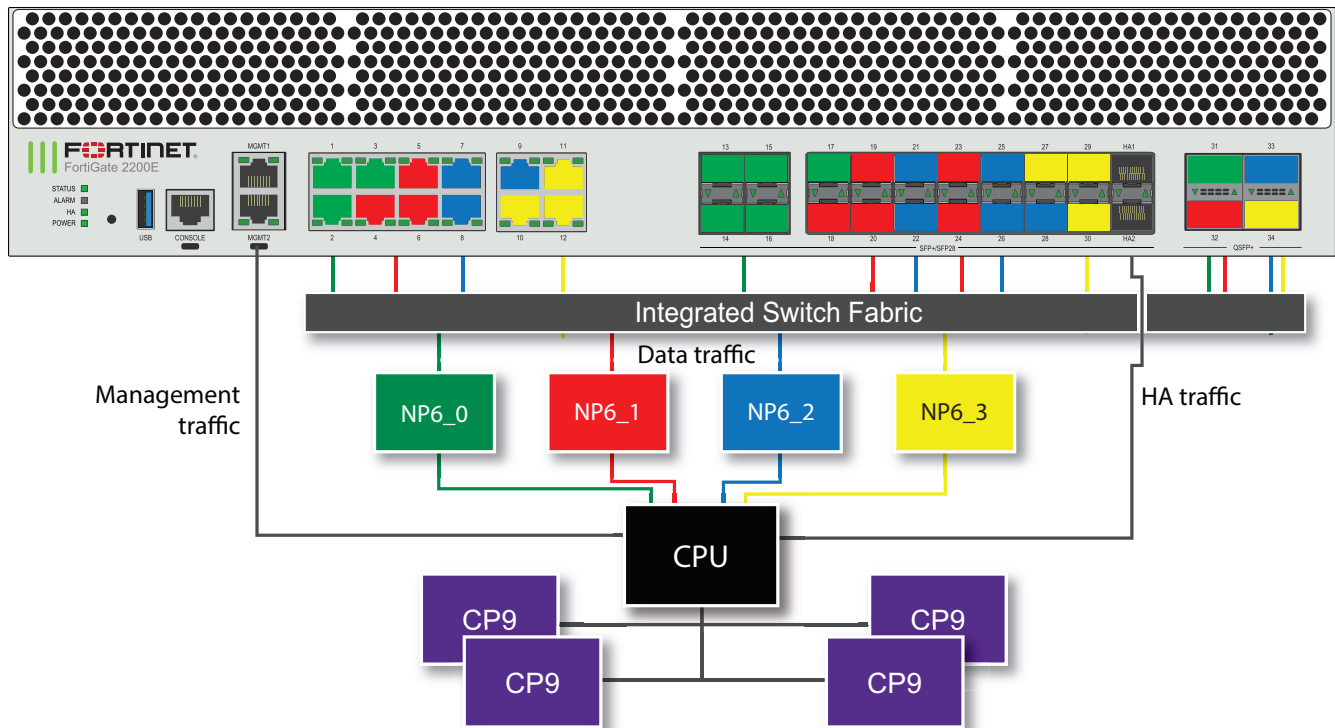 FORTINET
FortiGate 2200E
STATUS
ALARM
HA
POWER
USB
CONSOLE
MGMT1
MGMT2
1 3 5 7
2 4 6 8
9 11
10 12
13 15
14 16
17 19 21 23 25 27 29 HA1
18 20 22 24 26 28 30 HA2
SFP+/SFP28
31 33
32 34
QSFP+
Integrated Switch Fabric
Data traffic
Management
traffic
HA traffic
NP6_0
NP6_1
NP6_2
NP6_3
CPU
CP9
CP9
CP9
CP9